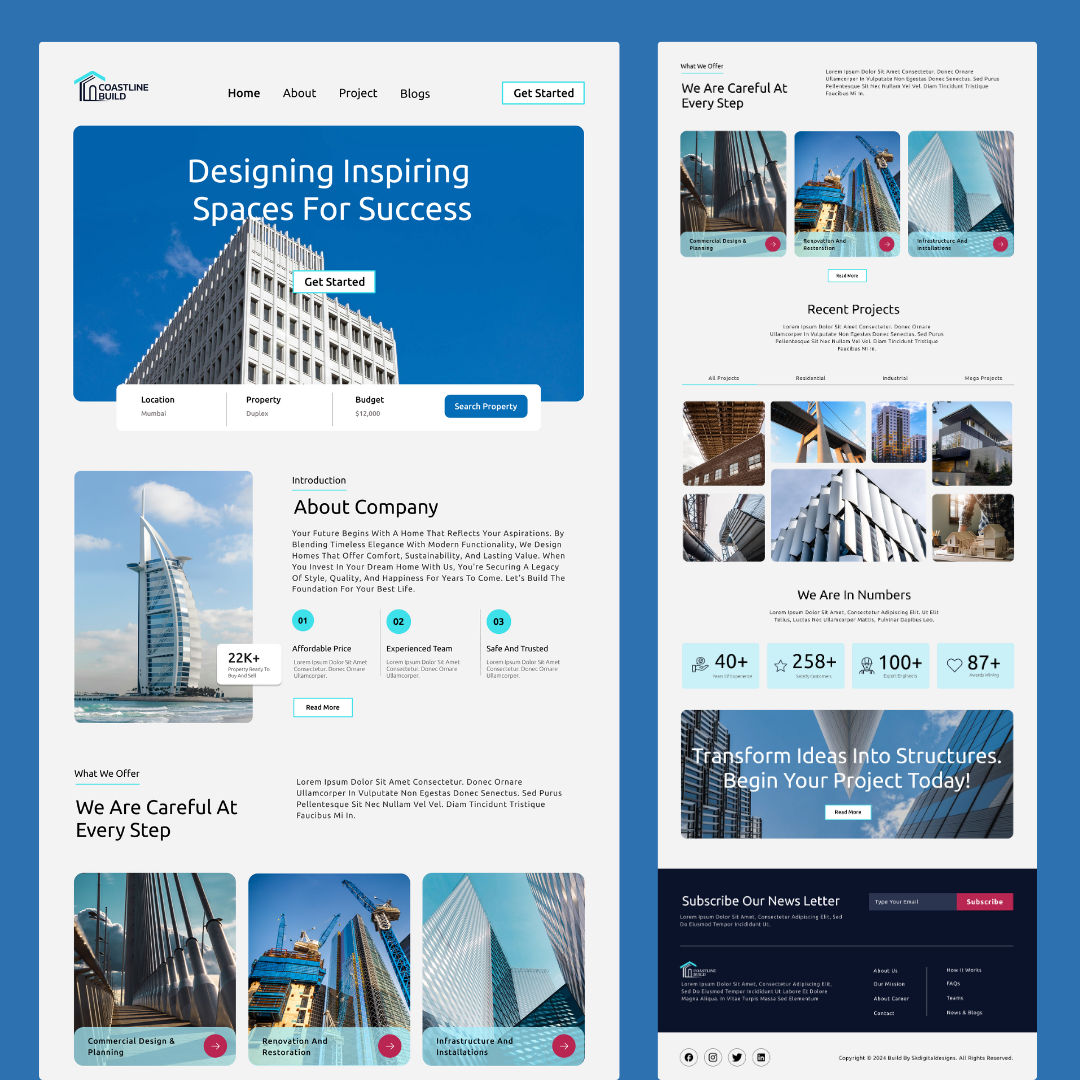 COASTLINE
BUILD
Home
About
Project
Blogs
Get Started
Designing Inspiring
Spaces For Success
Get Started
Location
Mumbai
Property
Duplex
Budget
$12,000
Search Property
Introduction
About Company
Your Future Begins With A Home That Reflects Your Aspirations. By
Blending Timeless Elegance With Modern Functionality, We Design
Homes That Offer Comfort, Sustainability, And Lasting Value. When
You Invest In Your Dream Home With Us, You're Securing A Legacy
Of Style, Quality, And Happiness For Years To Come. Let's Build The
Foundation For Your Best Life.
22K+
Property Ready To
Buy And Sell
01
Affordable Price
Lorem Ipsum Dolor Sit Amet
Consectetur. Donec Ornare
Ullamcorper.
02
Experienced Team
Lorem Ipsum Dolor Sit Amet
Consectetur. Donec Ornare
Ullamcorper.
03
Safe And Trusted
Lorem Ipsum Dolor Sit Amet
Consectetur. Donec Ornare
Ullamcorper.
Read More
What We Offer
We Are Careful At
Every Step
Lorem Ipsum Dolor Sit Amet Consectetur. Donec Ornare
Ullamcorper In Vulputate Non Egestas Donec Senectus. Sed Purus
Pellentesque Sit Nec Nullam Vel Vel. Diam Tincidunt Tristique
Faucibus Mi In.
Commercial Design &
Planning
Renovation And
Restoration
Infrastructure And
Installations
What We Offer
We Are Careful At
Every Step
Lorem Ipsum Dolor Sit Amet Consectetur. Donec Ornare
Ullamcorper In Vulputate Non Egestas Donec Senectus. Sed Purus
Pellentesque Sit Nec Nullam Vel Vel. Diam Tincidunt Tristique
Faucibus Mi In.
Commercial Design &
Planning
Renovation And
Restoration
Infrastructure And
Installations
Read More
Recent Projects
Lorem Ipsum Dolor Sit Amet Consectetur. Donec Ornare
Ullamcorper In Vulputate Non Egestas Donec Senectus. Sed Purus
Pellentesque Sit Nec Nullam Vel Vel. Diam Tincidunt Tristique
Faucibus Mi In.
All Projects
Residential
Industrial
Mega Projects
We Are In Numbers
Lorem Ipsum Dolor Sit Amet, Consectetur Adipiscing Elit. Ut Elit
Tellus, Luctus Nec Ullamcorper Mattis, Pulvinar Dapibus Leo.
40+
Years Of Experience
258+
Satisfy Customers
100+
Expert Engineers
87+
Awards Wining
Transform Ideas Into Structures.
Begin Your Project Today!
Read More
Subscribe Our News Letter
Lorem Ipsum Dolor Sit Amet, Consectetur Adipiscing Elit, Sed
Do Eiusmod Tempor Incididunt Ut.
Type Your Email
Subscribe
COASTLINE
BUILD
Lorem Ipsum Dolor Sit Amet, Consectetur Adipiscing Elit,
Sed Do Eiusmod Tempor Incididunt Ut Labore Et Dolore
Magna Aliqua. In Vitae Turpis Massa Sed Elementum
About Us
Our Mission
About Career
Contact
How It Works
FAQs
Teams
News & Blogs
Copyright © 2024 Build By Skdigitaldesigns. All Rights Reserved.